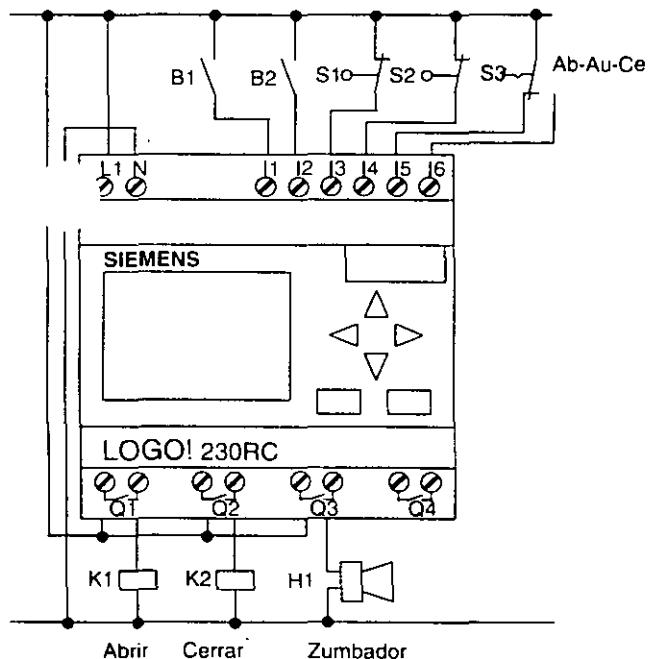 B1 B2 S1 S2 S3 Ab-Au-Ce
L1 N I1 I2 I3 I4 I5 I6
SIEMENS
LOGO! 230RC
Q1 Q2 Q3 Q4
K1 K2 H1
Abrir Cerrar Zumbador